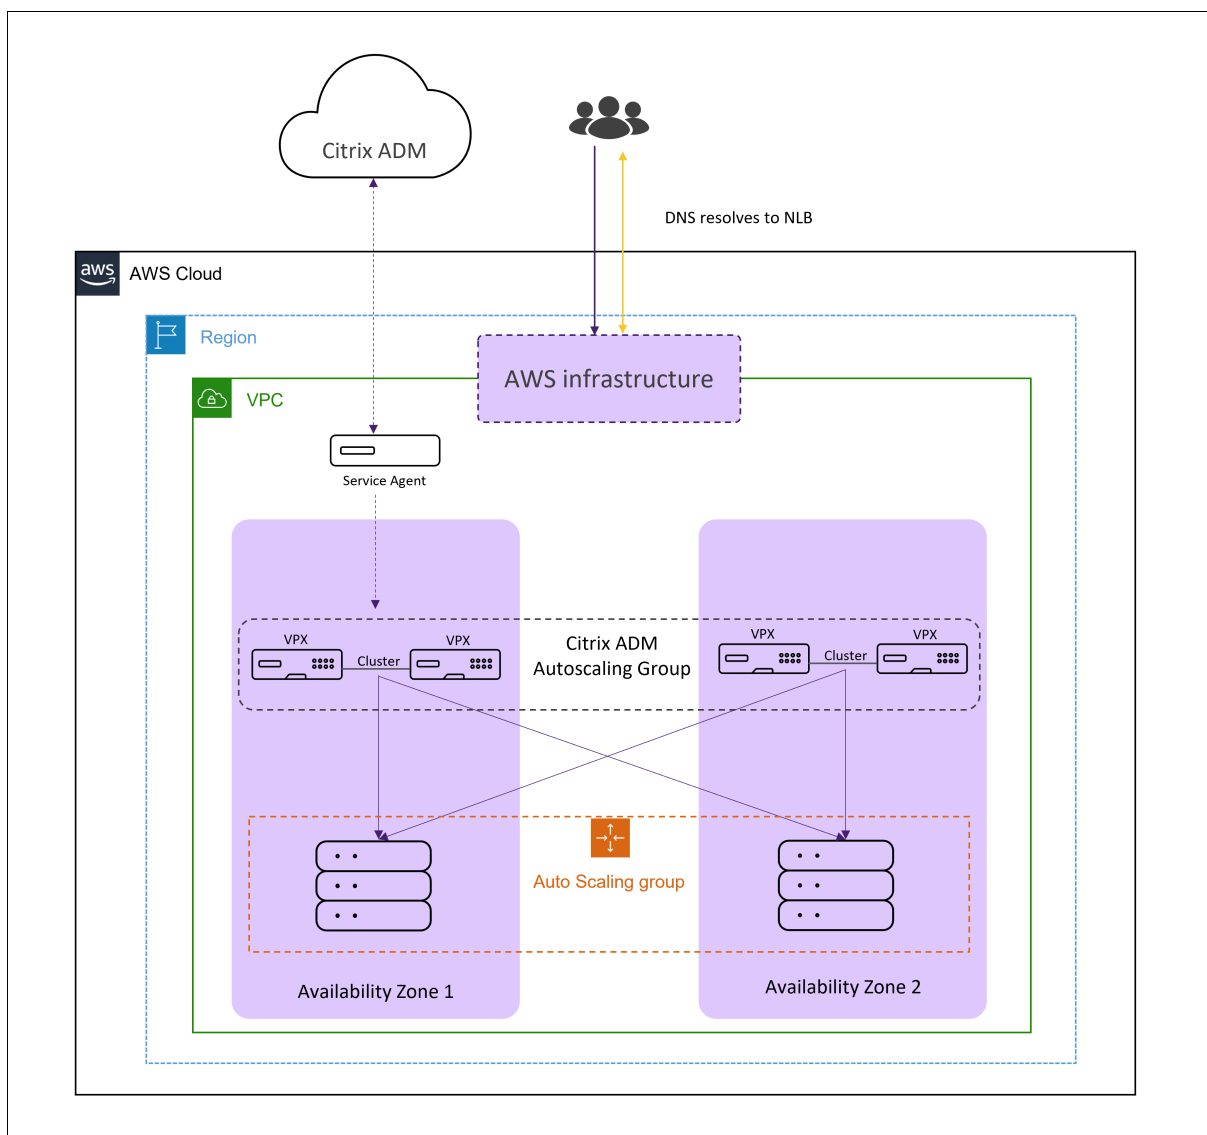 Citrix ADM
DNS resolves to NLB
aws
AWS Cloud
Region
AWS infrastructure
VPC
Service Agent
VPX
VPX
Cluster
Citrix ADM
Autoscaling Group
VPX
VPX
Cluster
Auto Scaling group
Availability Zone 1
Availability Zone 2